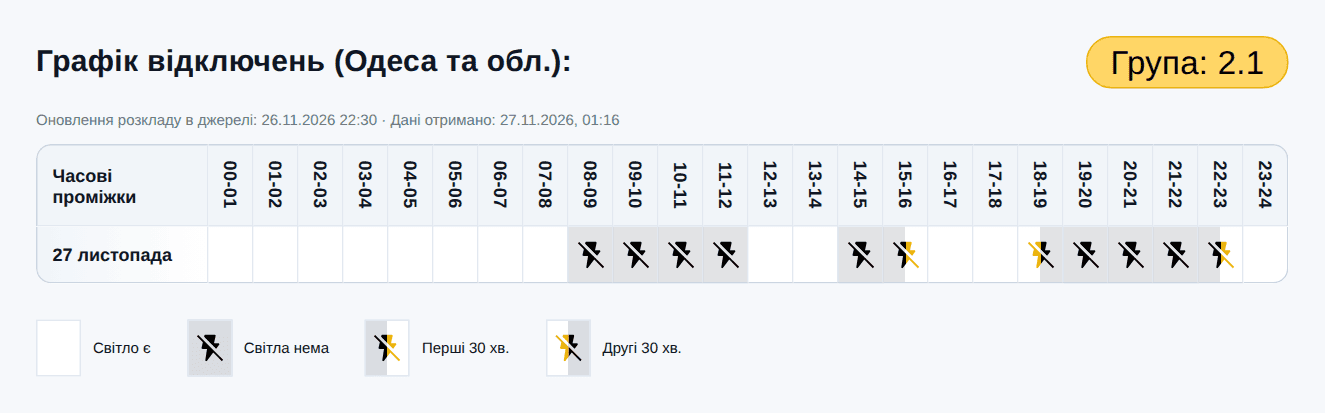 Графік відключень (Одеса та обл.):
Група: 2.1
Оновлення розкладу в джерелі: 26.11.2026 22:30 · Дані отримано: 27.11.2026, 01:16
Часові
проміжки
00-01
01-02
02-03
03-04
04-05
05-06
06-07
07-08
08-09
09-10
10-11
11-12
12-13
13-14
14-15
15-16
16-17
17-18
18-19
19-20
20-21
21-22
22-23
23-24
27 листопада
Світло є
Світла нема
Перші 30 хв.
Другі 30 хв.